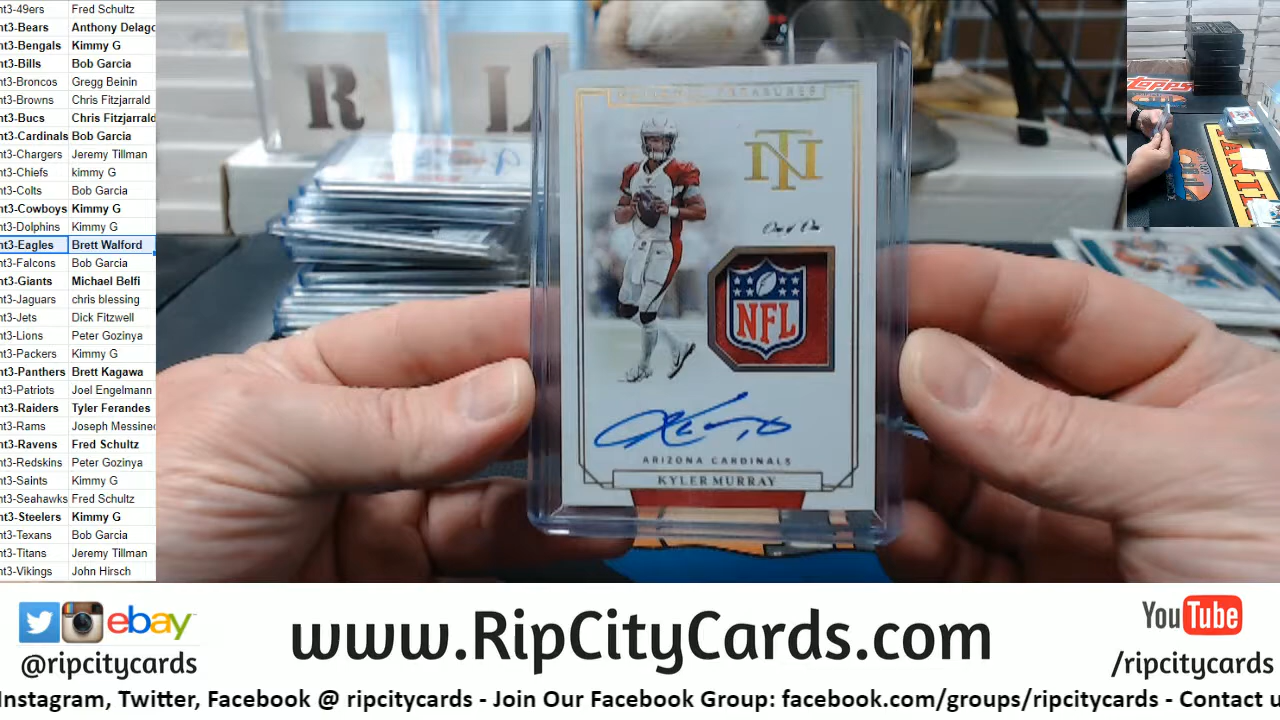 nt3-49ers Fred Schultz
nt3-Bears Anthony Delago
nt3-Bengals Kimmy G
nt3-Bills Bob Garcia
nt3-Broncos Gregg Beinin
nt3-Browns Chris Fitzjarrald
nt3-Bucs Chris Fitzjarrald
nt3-Cardinals Bob Garcia
nt3-Chargers Jeremy Tillman
nt3-Chiefs kimmy G
nt3-Colts Bob Garcia
nt3-Cowboys Kimmy G
nt3-Dolphins Kimmy G
nt3-Eagles Brett Walford
nt3-Falcons Bob Garcia
nt3-Giants Michael Belfi
nt3-Jaguars chris blessing
nt3-Jets Dick Fitzwell
nt3-Lions Peter Gozinya
nt3-Packers Kimmy G
nt3-Panthers Brett Kagawa
nt3-Patriots Joel Engelmann
nt3-Raiders Tyler Ferandes
nt3-Rams Joseph Messineo
nt3-Ravens Fred Schultz
nt3-Redskins Peter Gozinya
nt3-Saints Kimmy G
nt3-Seahawks Fred Schultz
nt3-Steelers Kimmy G
nt3-Texans Bob Garcia
nt3-Titans Jeremy Tillman
nt3-Vikings John Hirsch
R
NATIONAL TREASURES
NT
One of One
NFL
ARIZONA CARDINALS
KYLER MURRAY
topps
PANINI
ebay
@ripcitycards
www.RipCityCards.com
YouTube
/ripcitycards
Instagram, Twitter, Facebook @ ripcitycards - Join Our Facebook Group: facebook.com/groups/ripcitycards - Contact u